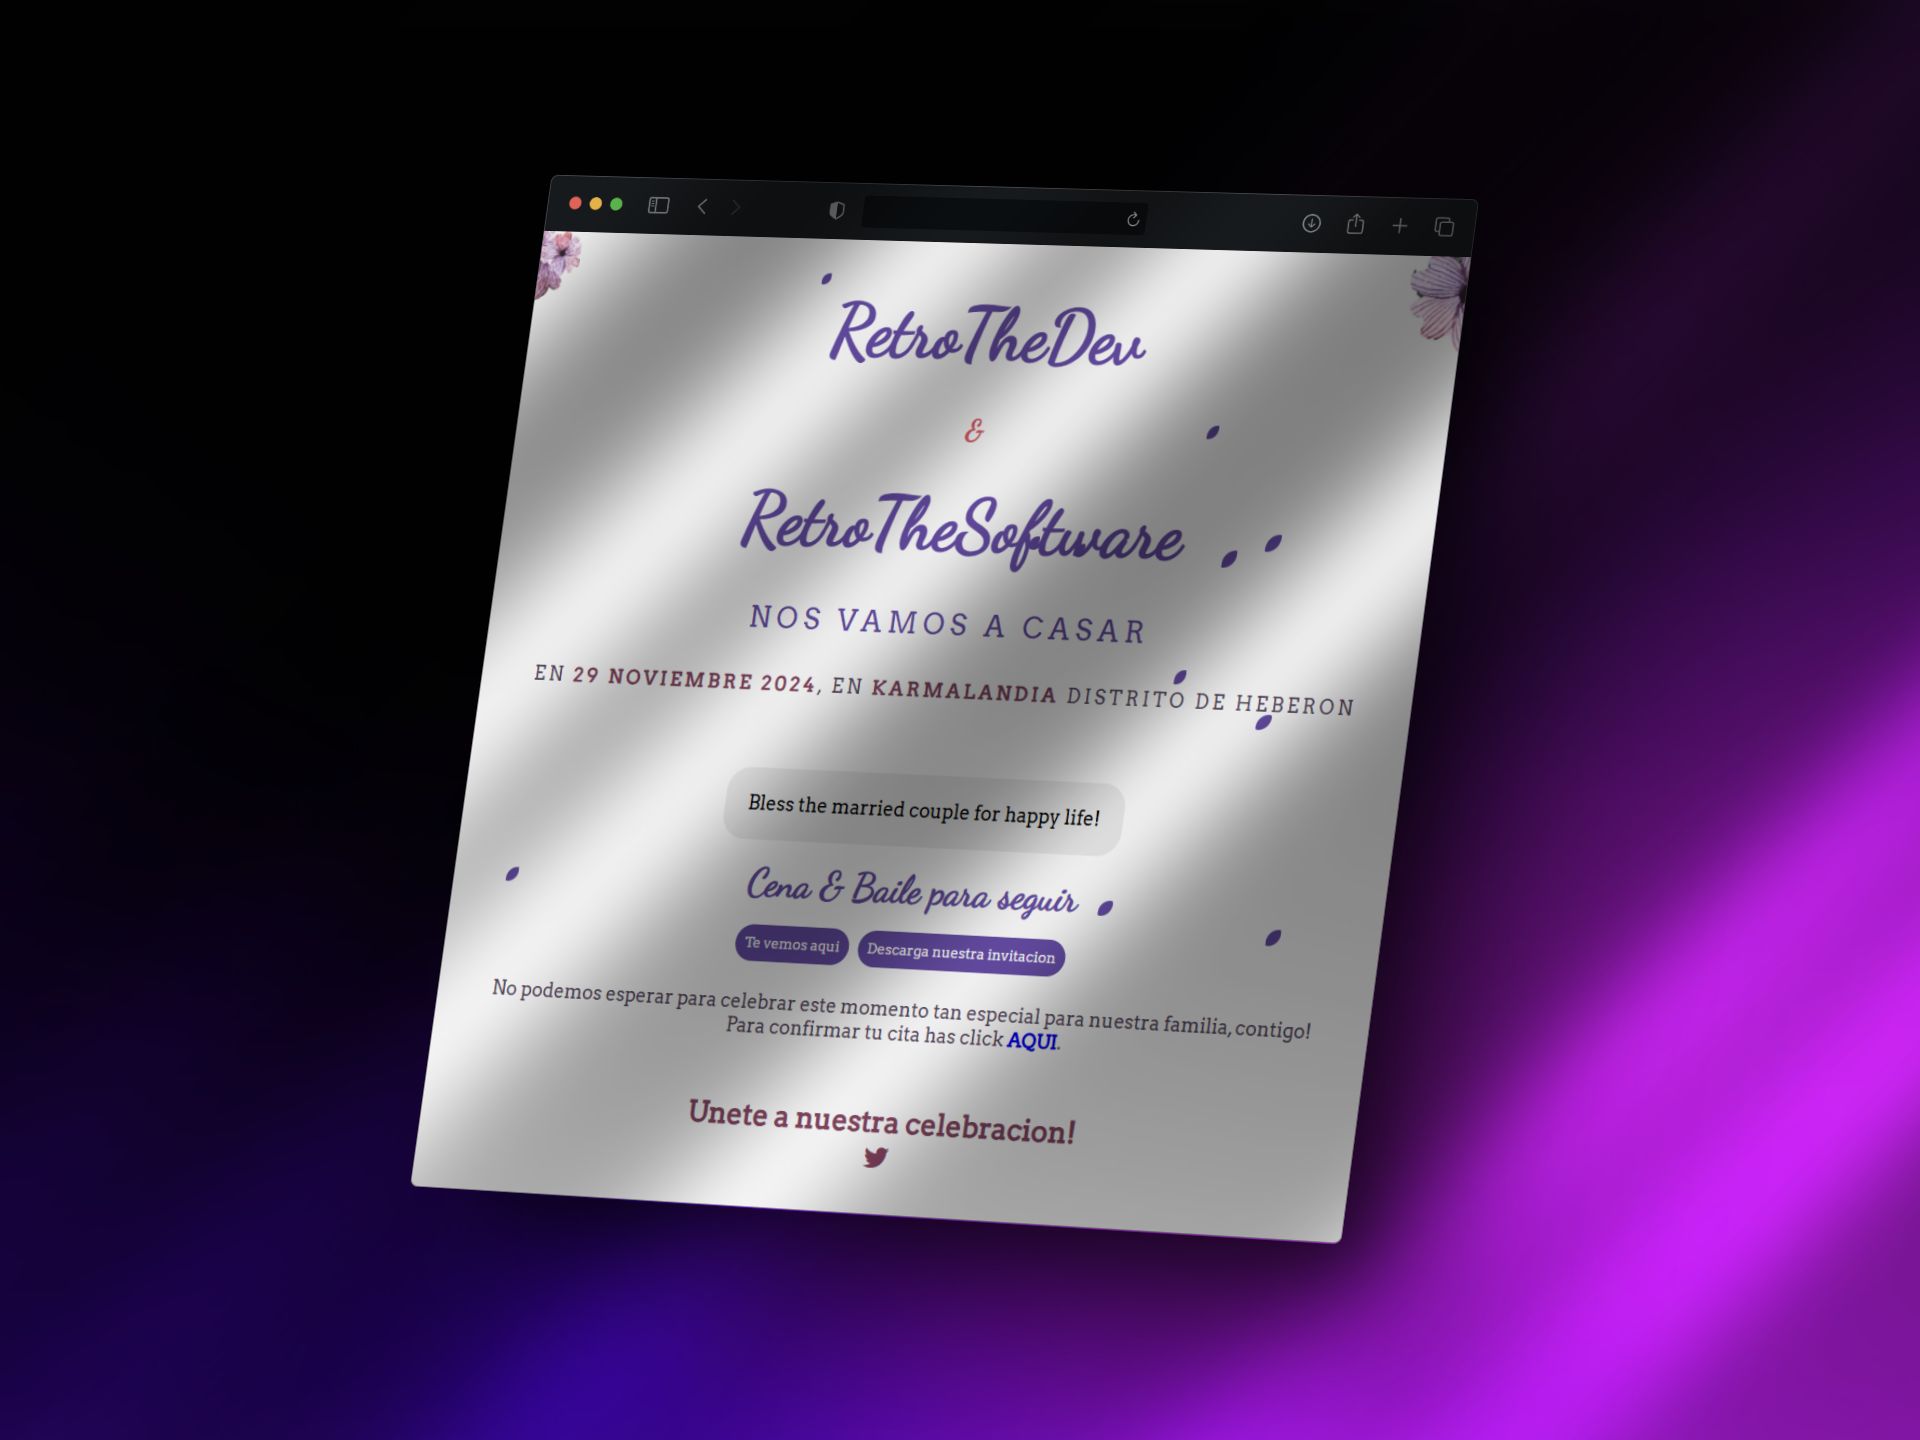 RetroTheDev
&
RetroTheSoftware
NOS VAMOS A CASAR
EN 29 NOVIEMBRE 2024, EN KARMALANDIA DISTRITO DE HEBERON
Bless the married couple for happy life!
Cena & Baile para seguir
Te vemos aqui Descarga nuestra invitacion
No podemos esperar para celebrar este momento tan especial para nuestra familia, contigo!
Para confirmar tu cita has click AQUI.
Unete a nuestra celebracion!